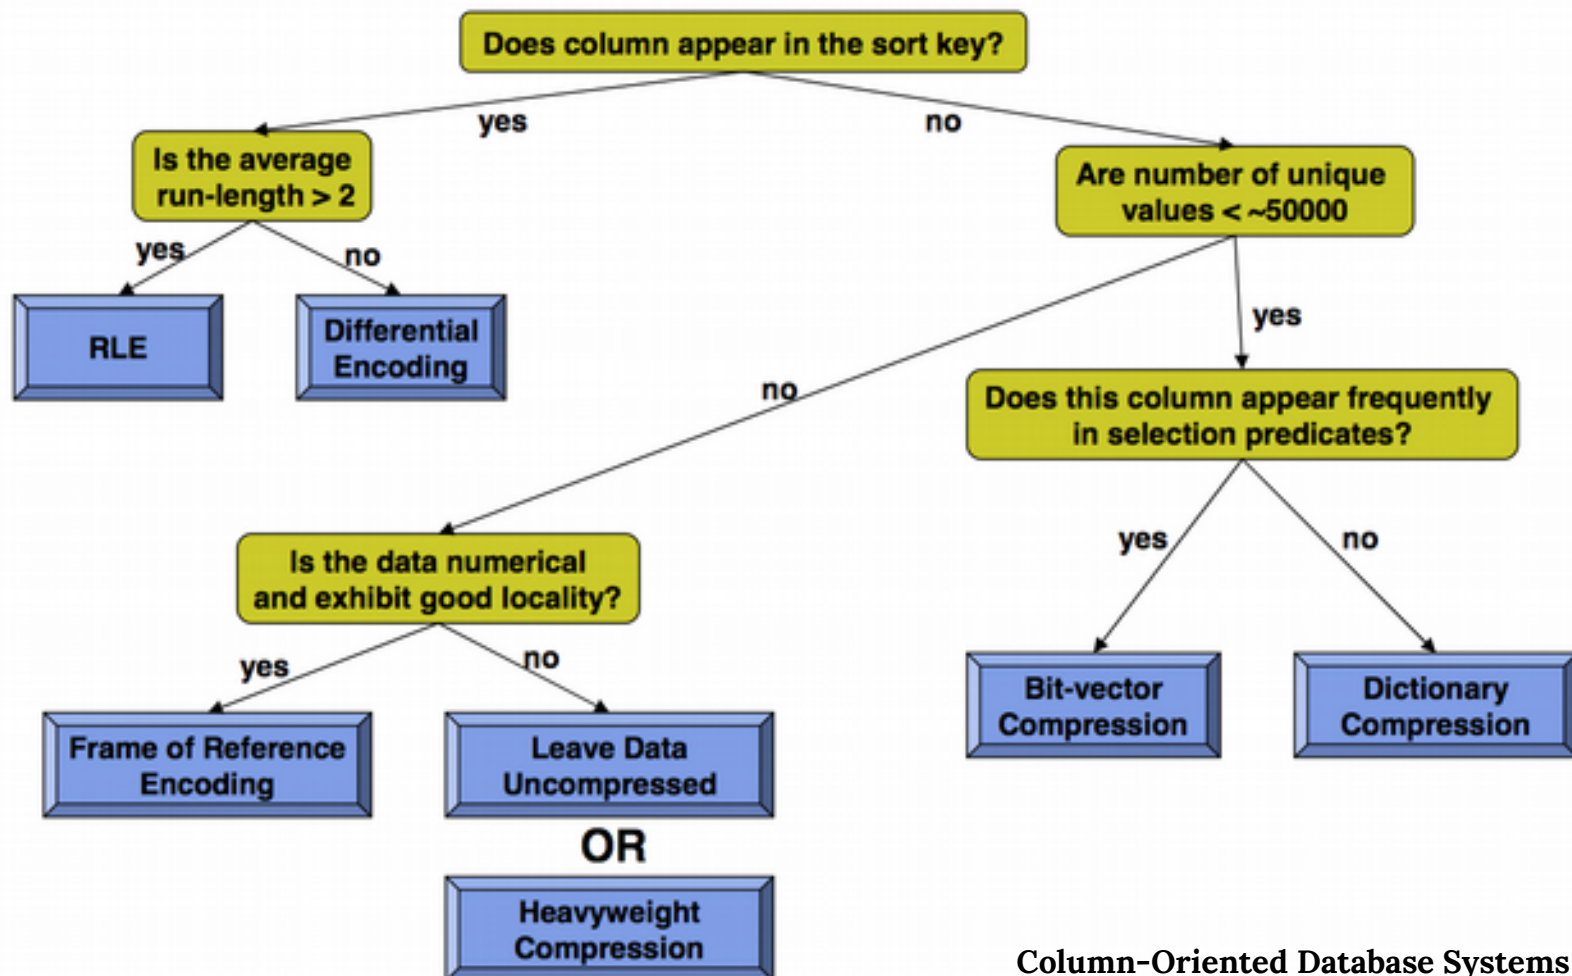 Does column appear in the sort key?
yes
no
Is the average
run-length > 2
Are number of unique
values < ~50000
yes
no
RLE
Differential
Encoding
yes
no
Does this column appear frequently
in selection predicates?
Is the data numerical
and exhibit good locality?
yes
no
yes
no
Bit-vector
Compression
Dictionary
Compression
Frame of Reference
Encoding
Leave Data
Uncompressed
OR
Heavyweight
Compression
Column-Oriented Database Systems